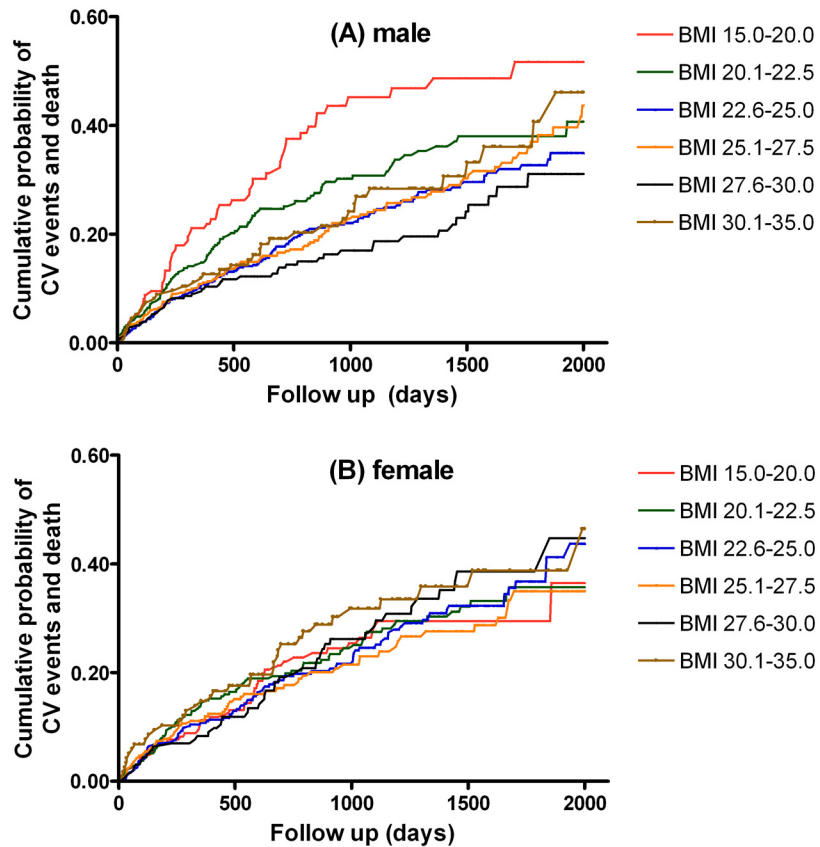 (A) male
Cumulative probability of
CV events and death
0.60
0.40
0.20
0.00
0
500
1000
1500
2000
Follow up (days)
BMI 15.0-20.0
BMI 20.1-22.5
BMI 22.6-25.0
BMI 25.1-27.5
BMI 27.6-30.0
BMI 30.1-35.0
(B) female
Cumulative probability of
CV events and death
0.60
0.40
0.20
0.00
0
500
1000
1500
2000
Follow up (days)
BMI 15.0-20.0
BMI 20.1-22.5
BMI 22.6-25.0
BMI 25.1-27.5
BMI 27.6-30.0
BMI 30.1-35.0